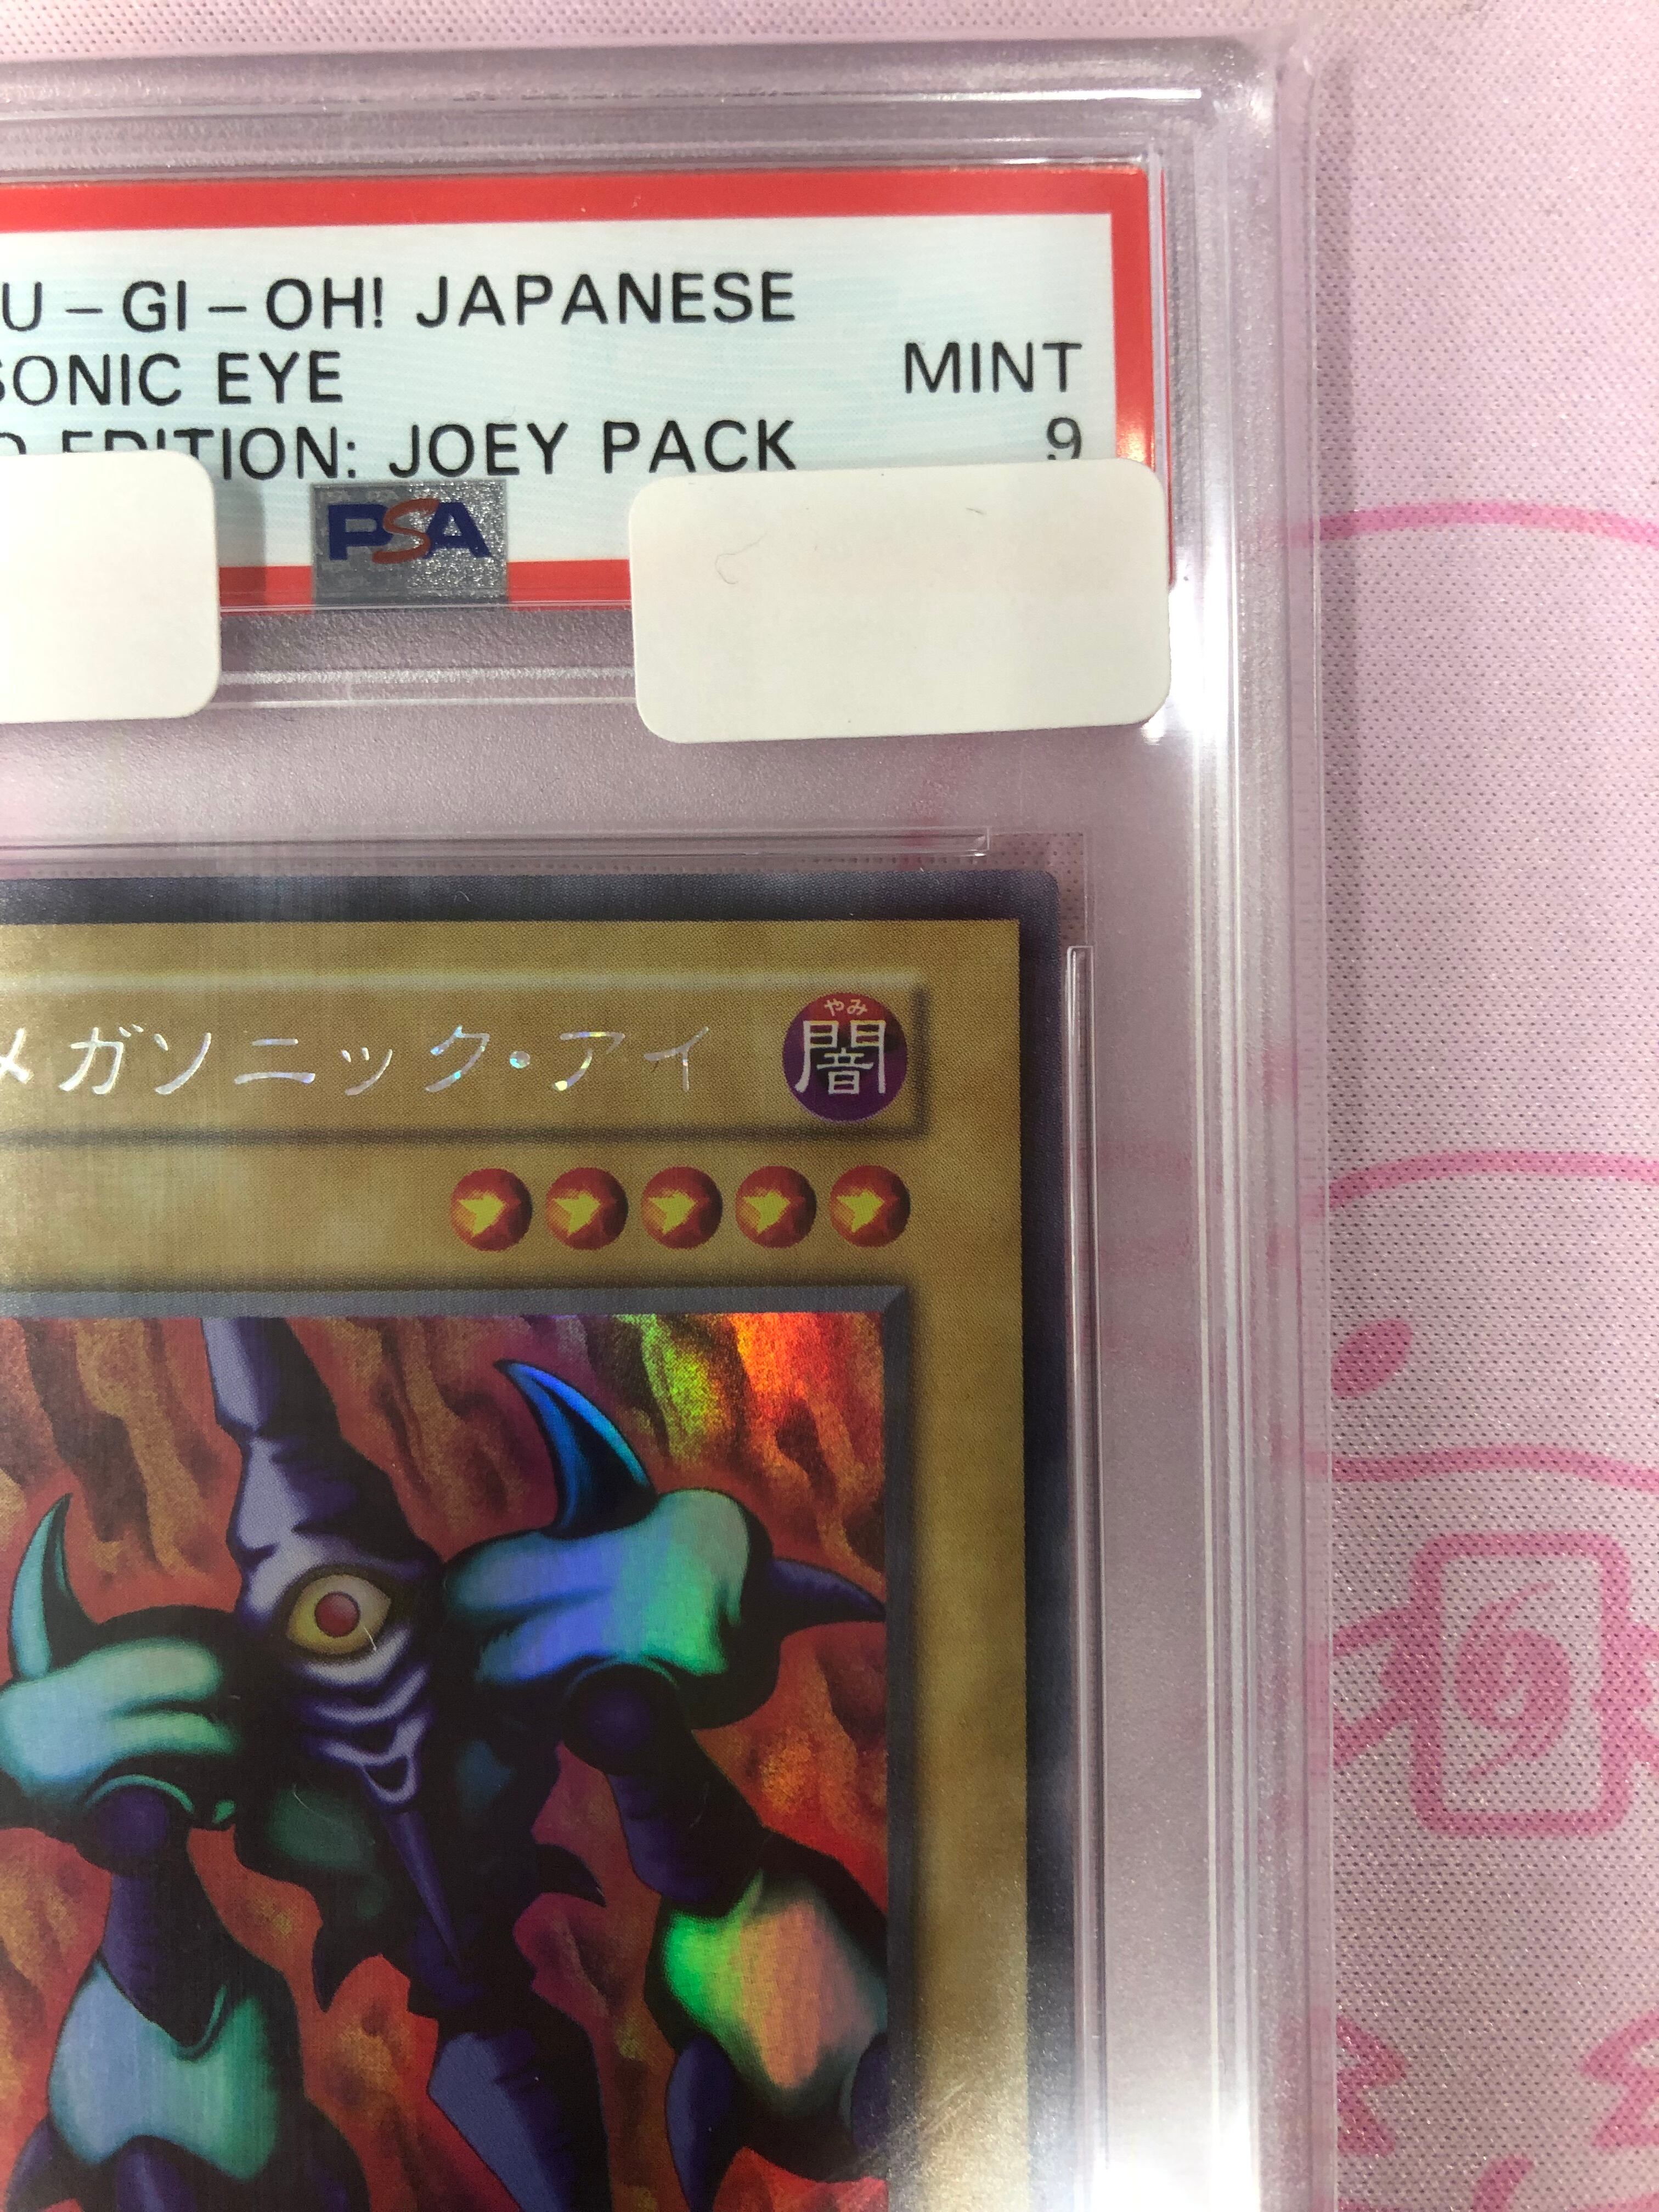 U-GI-OH! JAPANESE
SONIC EYE
MINT
D EDITION: JOEY PACK
9
PSA
メガソニック・アイ
やみ
闇